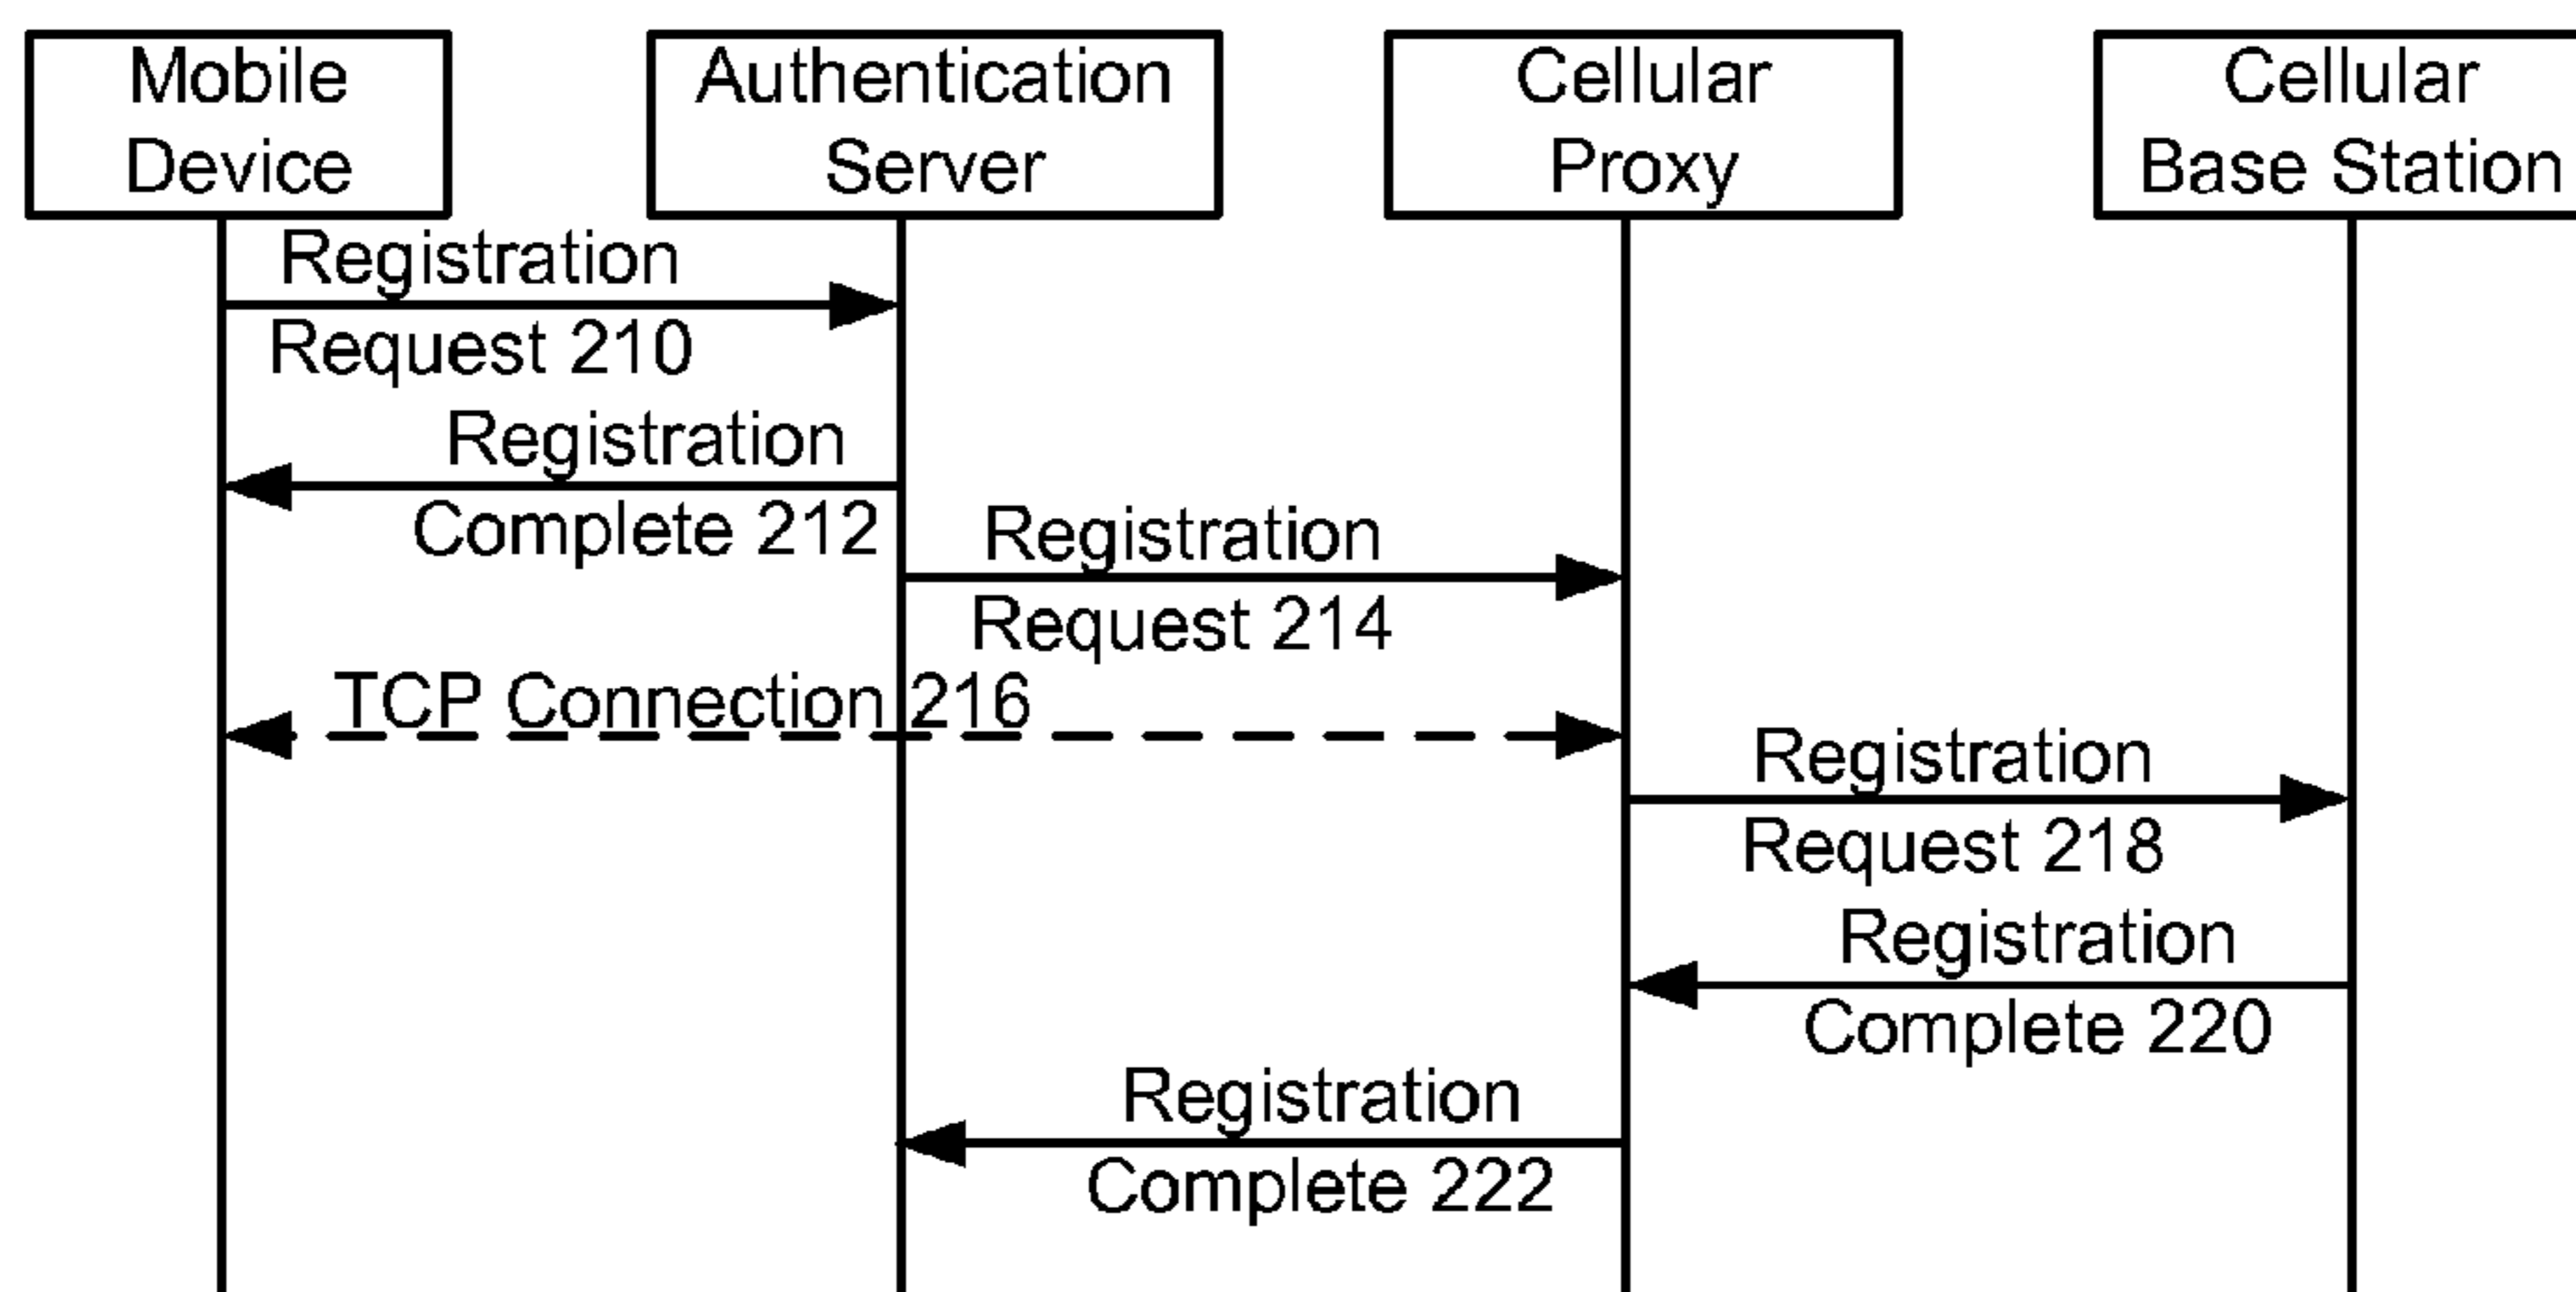 Mobile
Device
Authentication
Server
Cellular
Proxy
Cellular
Base Station
Registration
Request 210
Registration
Complete 212
Registration
Request 214
TCP Connection 216
Registration
Request 218
Registration
Complete 220
Registration
Complete 222